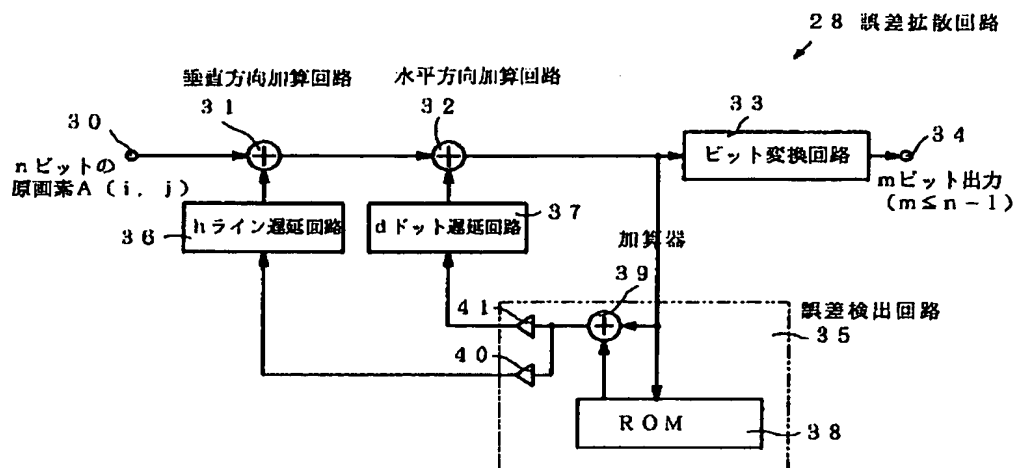 28 誤差拡散回路
垂直方向加算回路
水平方向加算回路
31
32
33
30
34
nビットの
原画素A(i, j)
ビット変換回路
mビット出力
(m≤n-1)
36
hライン遅延回路
dドット遅延回路
37
加算器
39
41
誤差検出回路
35
40
ROM
38